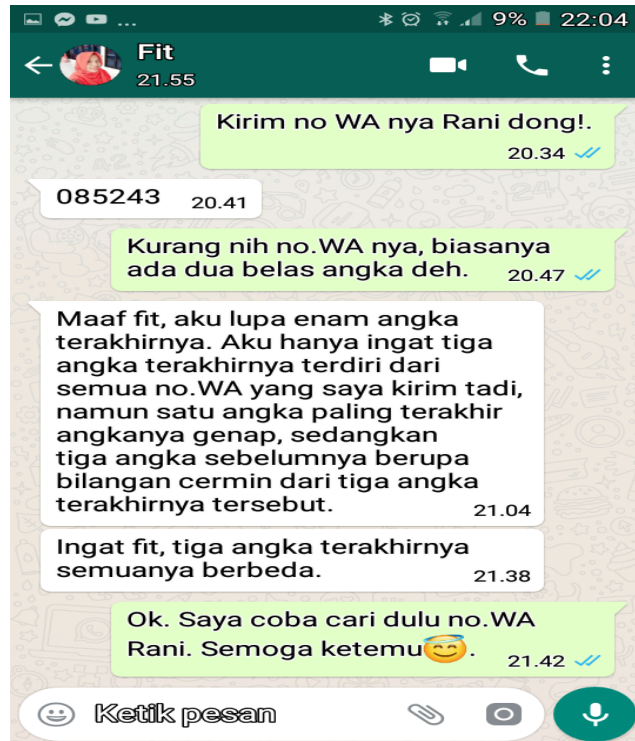 ... 9% 22:04
Fit
21.55
Kirim no WA nya Rani dong!.
20.34
085243 20.41
Kurang nih no.WA nya, biasanya
ada dua belas angka deh. 20.47
Maaf fit, aku lupa enam angka
terakhirnya. Aku hanya ingat tiga
angka terakhirnya terdiri dari
semua no.WA yang saya kirim tadi,
namun satu angka paling terakhir
angkanya genap, sedangkan
tiga angka sebelumnya berupa
bilangan cermin dari tiga angka
terakhirnya tersebut. 21.04
Ingat fit, tiga angka terakhirnya
semuanya berbeda. 21.38
Ok. Saya coba cari dulu no.WA
Rani. Semoga ketemu😇. 21.42
Ketik pesan